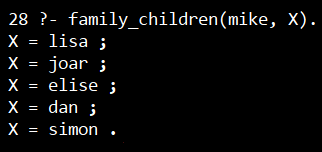 28 ?- family_children(mike, X).
X = lisa ;
X = joar ;
X = elise ;
X = dan ;
X = simon .